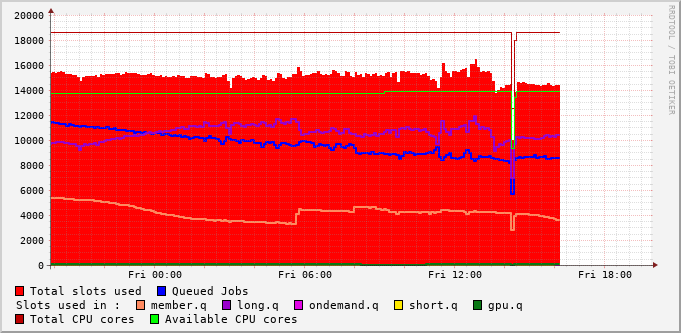 RRDTOOL / TOBI OETIKER
20000
18000
16000
14000
12000
10000
8000
6000
4000
2000
0
Fri 00:00 Fri 06:00 Fri 12:00 Fri 18:00
Total slots used Queued Jobs
Slots used in : member.q long.q ondemand.q short.q gpu.q
Total CPU cores Available CPU cores